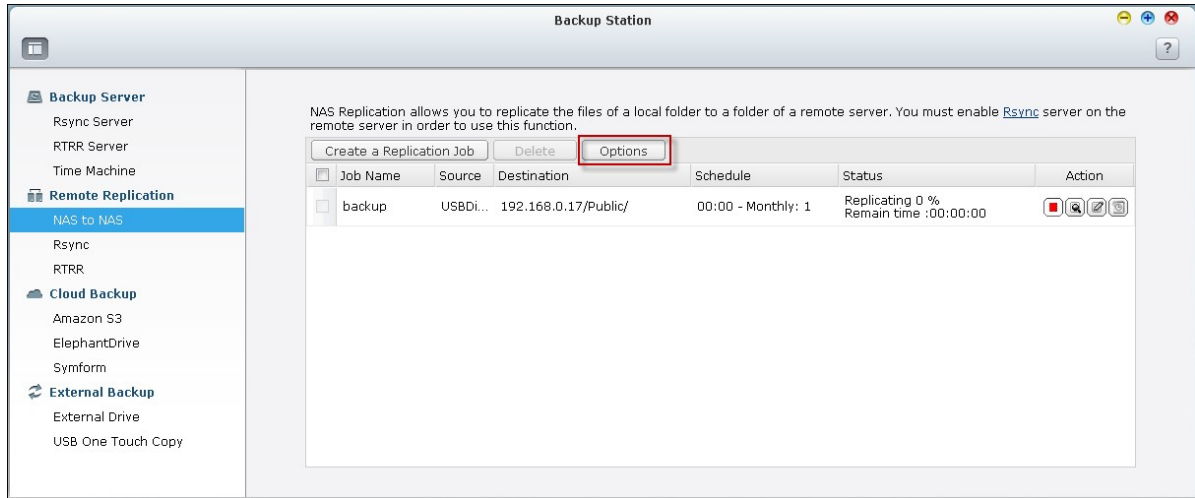 Backup Station
?
Backup Server
Rsync Server
RTRR Server
Time Machine
Remote Replication
NAS to NAS
Rsync
RTRR
Cloud Backup
Amazon S3
ElephantDrive
Symform
External Backup
External Drive
USB One Touch Copy
NAS Replication allows you to replicate the files of a local folder to a folder of a remote server. You must enable Rsync server on the
remote server in order to use this function.
Create a Replication Job Delete Options
Job Name Source Destination Schedule Status Action
backup USBDi... 192.168.0.17/Public/ 00:00 - Monthly: 1 Replicating 0 %
Remain time :00:00:00